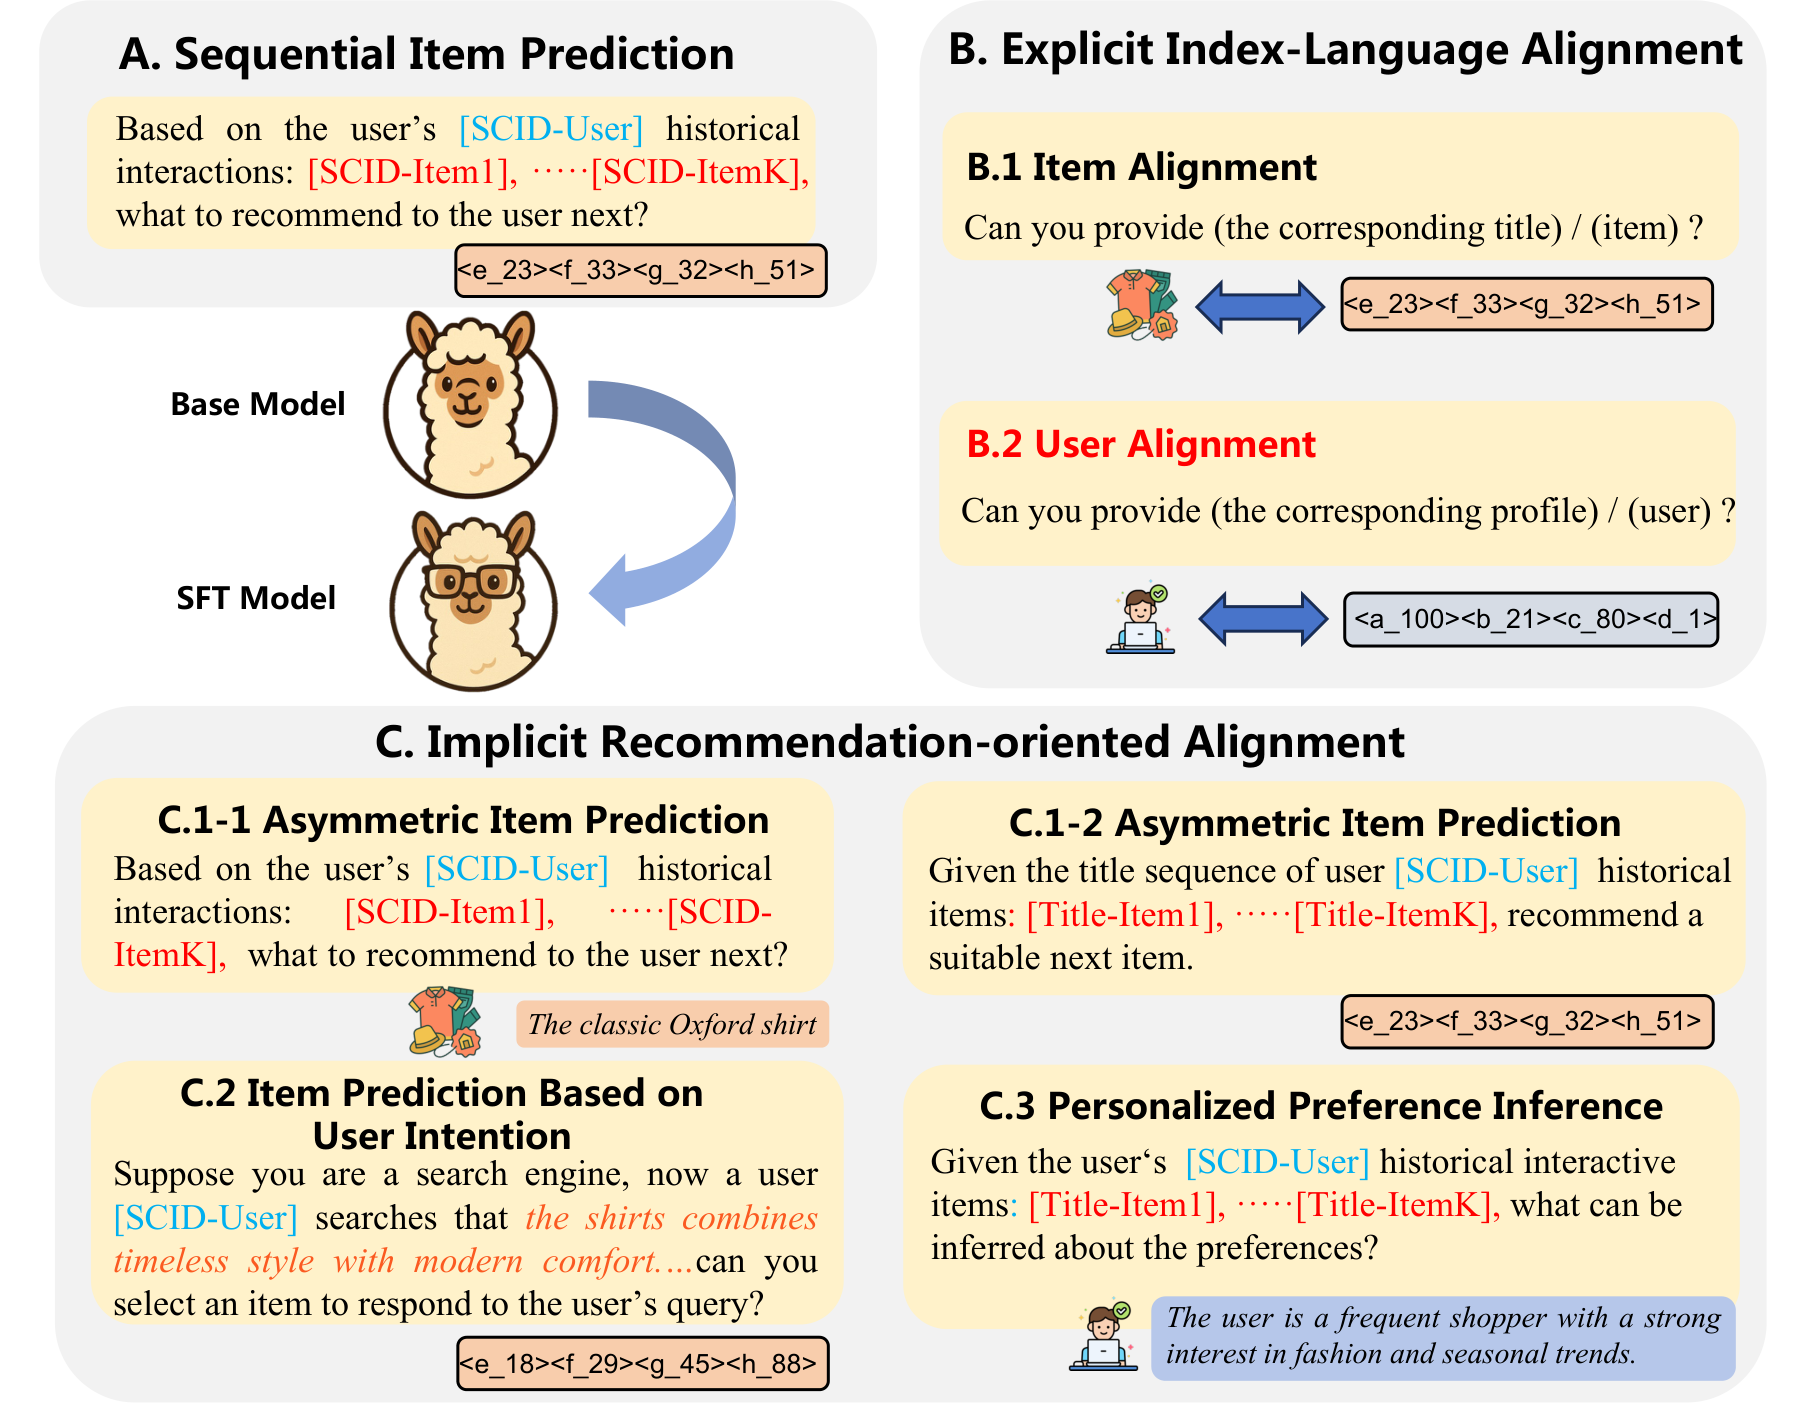 A. Sequential Item Prediction
Based on the user’s [SCID-User] historical
interactions: [SCID-Item1], ·····[SCID-ItemK],
what to recommend to the user next?
<e_23><f_33><g_32><h_51>
Base Model
SFT Model
B. Explicit Index-Language Alignment
B.1 Item Alignment
Can you provide (the corresponding title) / (item) ?
<e_23><f_33><g_32><h_51>
B.2 User Alignment
Can you provide (the corresponding profile) / (user) ?
<a_100><b_21><c_80><d_1>
C. Implicit Recommendation-oriented Alignment
C.1-1 Asymmetric Item Prediction
Based on the user’s [SCID-User] historical
interactions: [SCID-Item1], ·····[SCID-
ItemK], what to recommend to the user next?
The classic Oxford shirt
C.1-2 Asymmetric Item Prediction
Given the title sequence of user [SCID-User] historical
items: [Title-Item1], ·····[Title-ItemK], recommend a
suitable next item.
<e_23><f_33><g_32><h_51>
C.2 Item Prediction Based on
User Intention
Suppose you are a search engine, now a user
[SCID-User] searches that the shirts combines
timeless style with modern comfort.…can you
select an item to respond to the user’s query?
<e_18><f_29><g_45><h_88>
C.3 Personalized Preference Inference
Given the user‘s [SCID-User] historical interactive
items: [Title-Item1], ·····[Title-ItemK], what can be
inferred about the preferences?
The user is a frequent shopper with a strong
interest in fashion and seasonal trends.